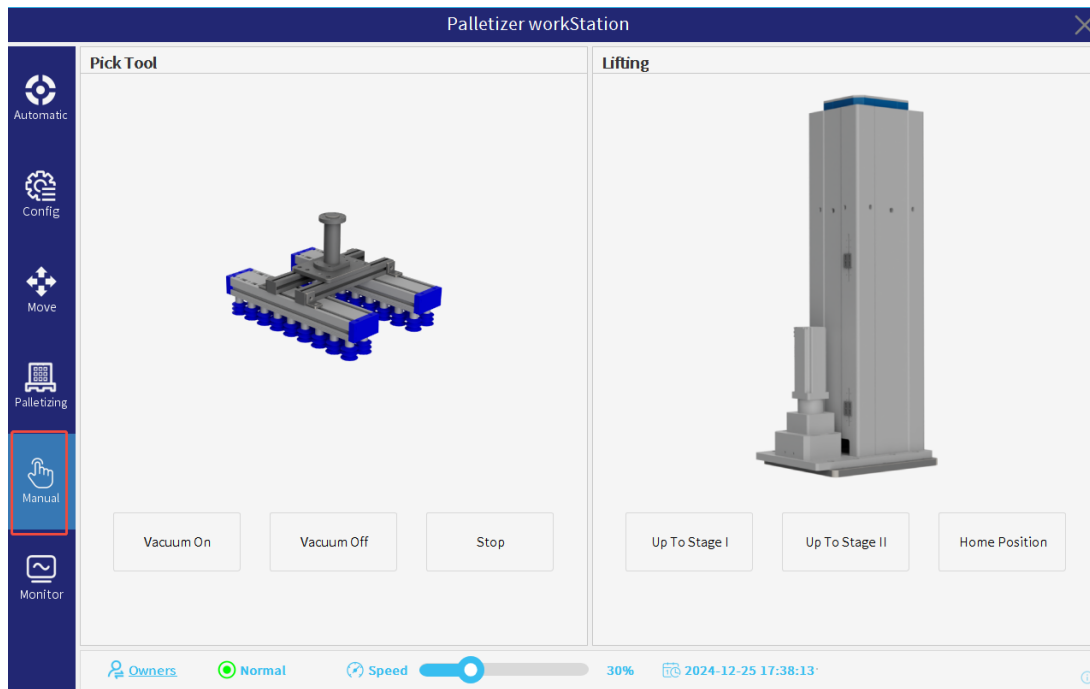 Palletizer workStation
Automatic
Config
Move
Palletizing
Manual
Monitor
Pick Tool
Vacuum On
Vacuum Off
Stop
Lifting
Up To Stage I
Up To Stage II
Home Position
Owners
Normal
Speed
30%
2024-12-25 17:38:13